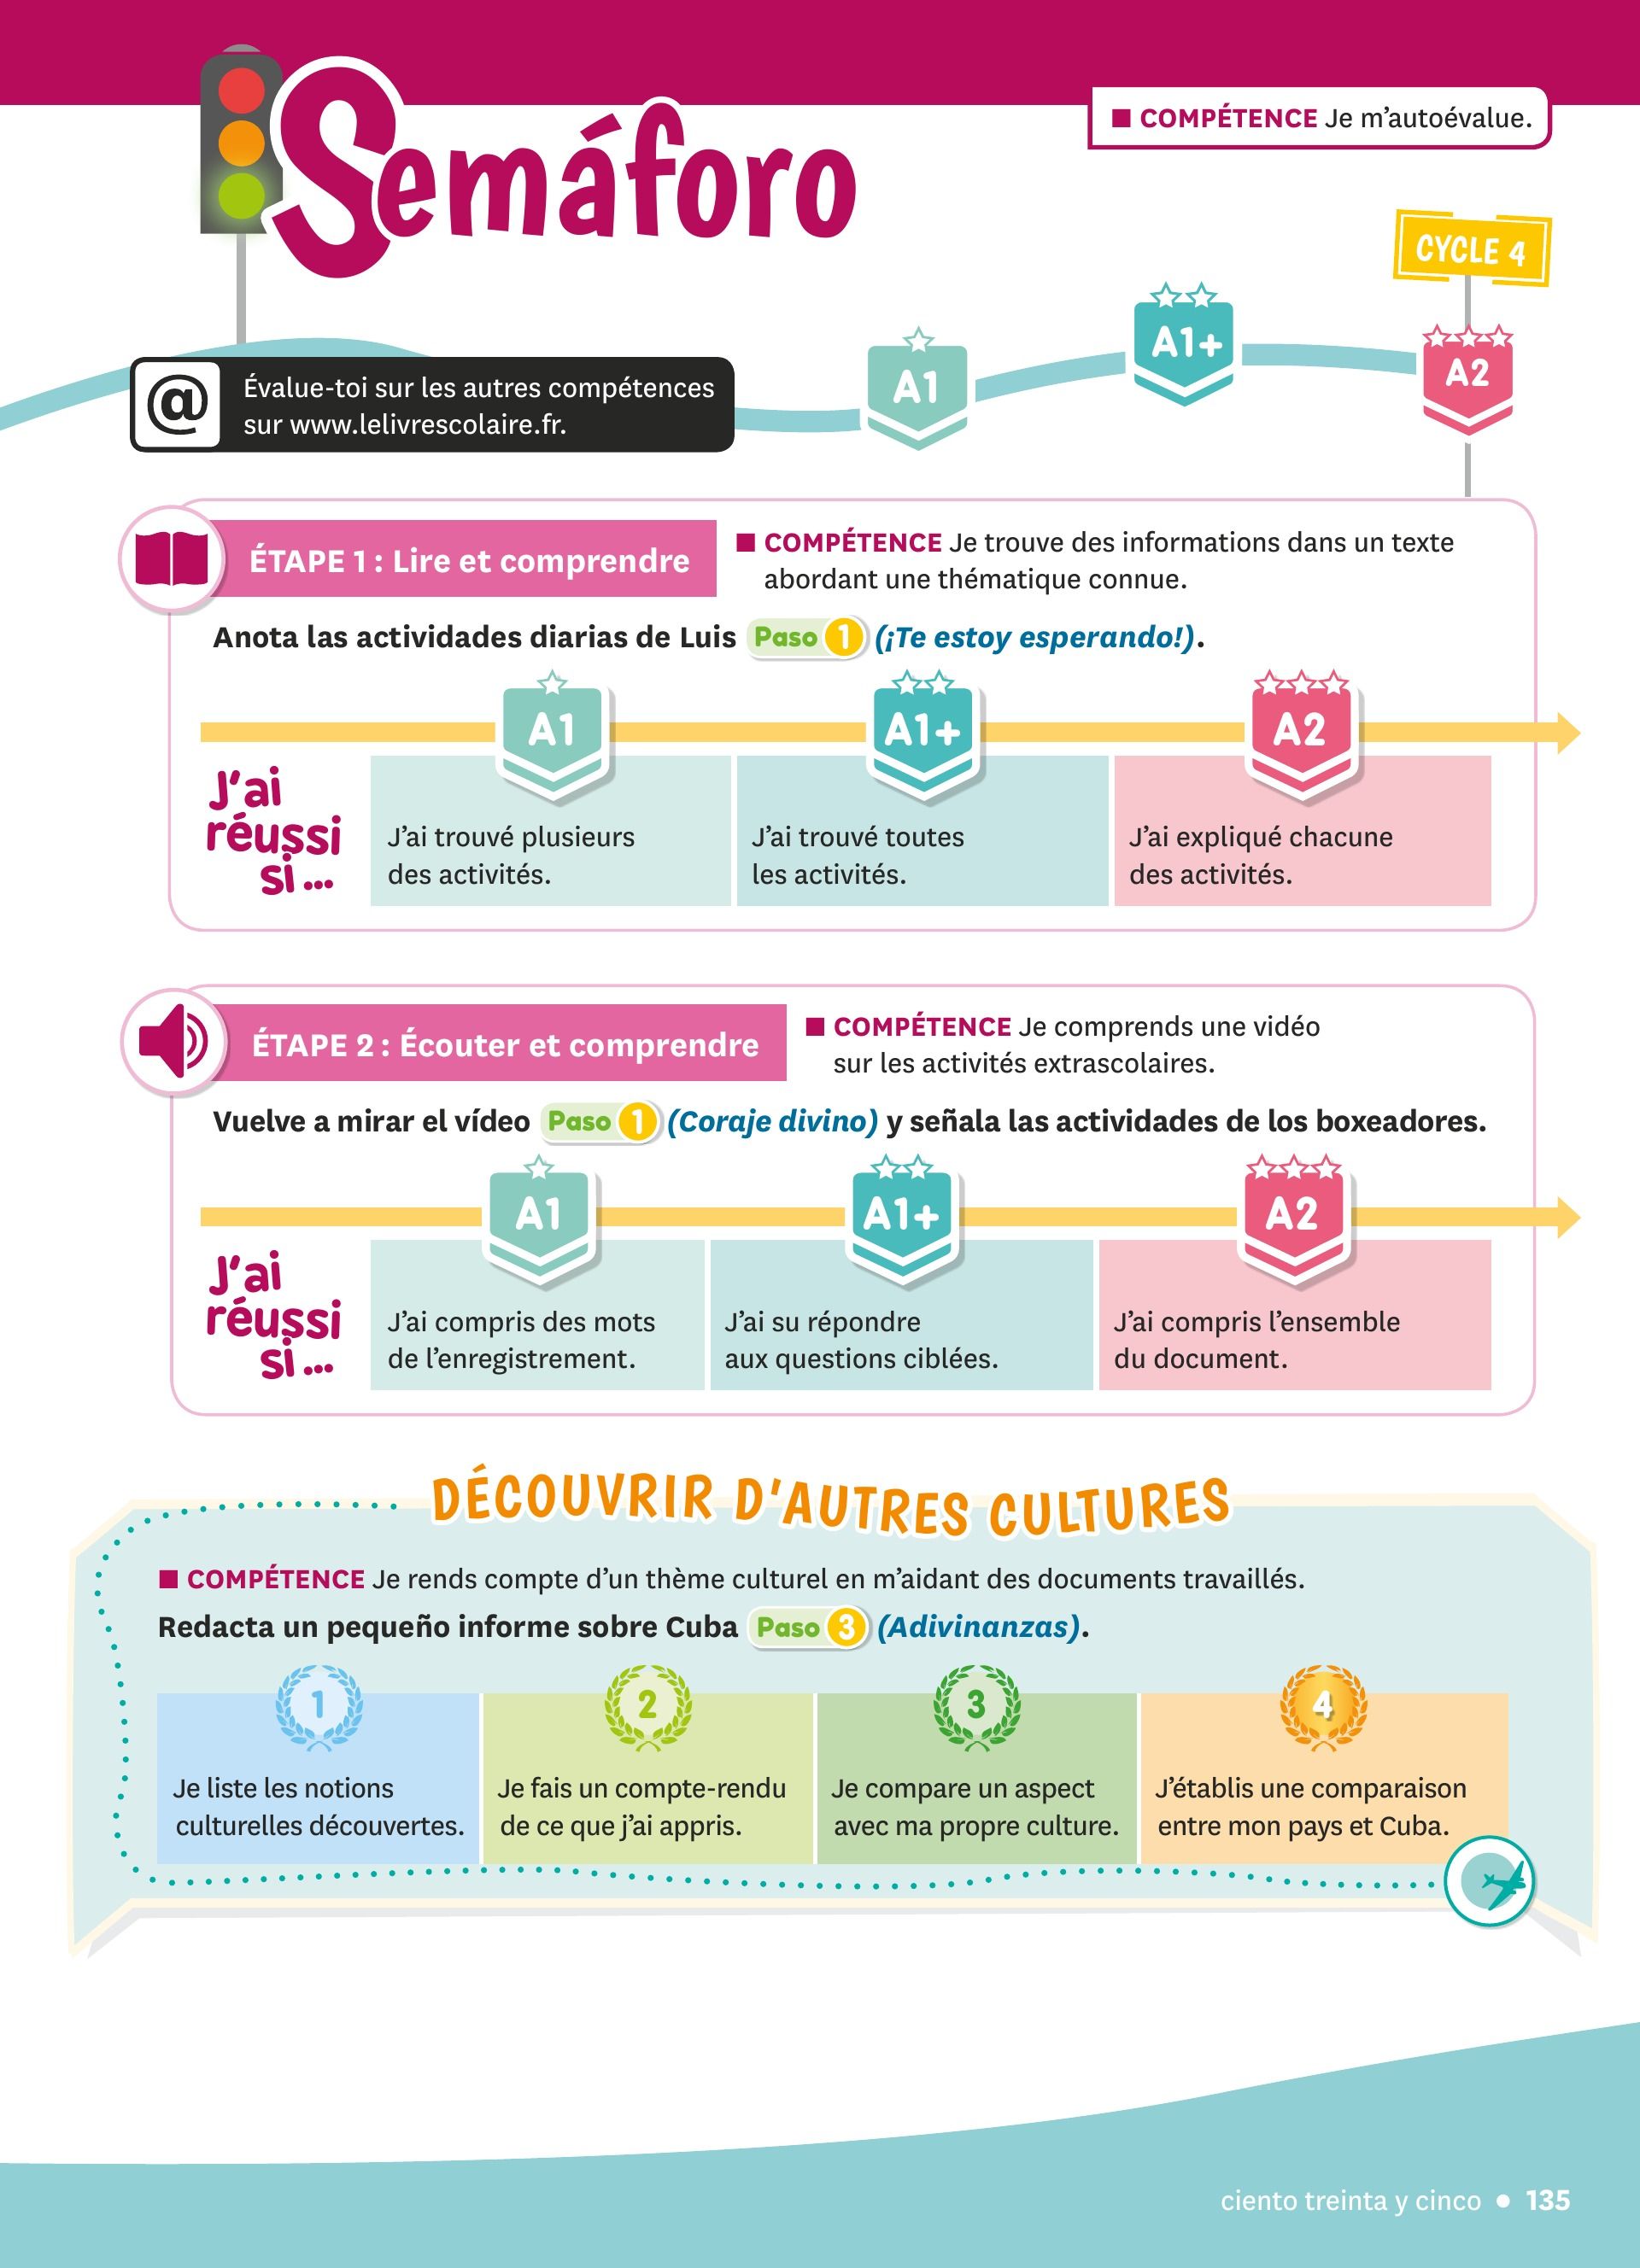 Semáforo
■ COMPÉTENCE Je m’autoévalue.
CYCLE 4
@
Évalue-toi sur les autres compétences
sur www.lelivrescolaire.fr.
A1
A1+
A2
ÉTAPE 1 : Lire et comprendre
■ COMPÉTENCE Je trouve des informations dans un texte
abordant une thématique connue.
Anota las actividades diarias de Luis Paso 1 (¡Te estoy esperando!).
A1
A1+
A2
J’ai
réussi
si ...
J’ai trouvé plusieurs
des activités.
J’ai trouvé toutes
les activités.
J’ai expliqué chacune
des activités.
ÉTAPE 2 : Écouter et comprendre
■ COMPÉTENCE Je comprends une vidéo
sur les activités extrascolaires.
Vuelve a mirar el vídeo Paso 1 (Coraje divino) y señala las actividades de los boxeadores.
A1
A1+
A2
J’ai
réussi
si ...
J’ai compris des mots
de l’enregistrement.
J’ai su répondre
aux questions ciblées.
J’ai compris l’ensemble
du document.
DÉCOUVRIR D’AUTRES CULTURES
■ COMPÉTENCE Je rends compte d’un thème culturel en m’aidant des documents travaillés.
Redacta un pequeño informe sobre Cuba Paso 3 (Adivinanzas).
1
Je liste les notions
culturelles découvertes.
2
Je fais un compte-rendu
de ce que j’ai appris.
3
Je compare un aspect
avec ma propre culture.
4
J’établis une comparaison
entre mon pays et Cuba.
ciento treinta y cinco • 135